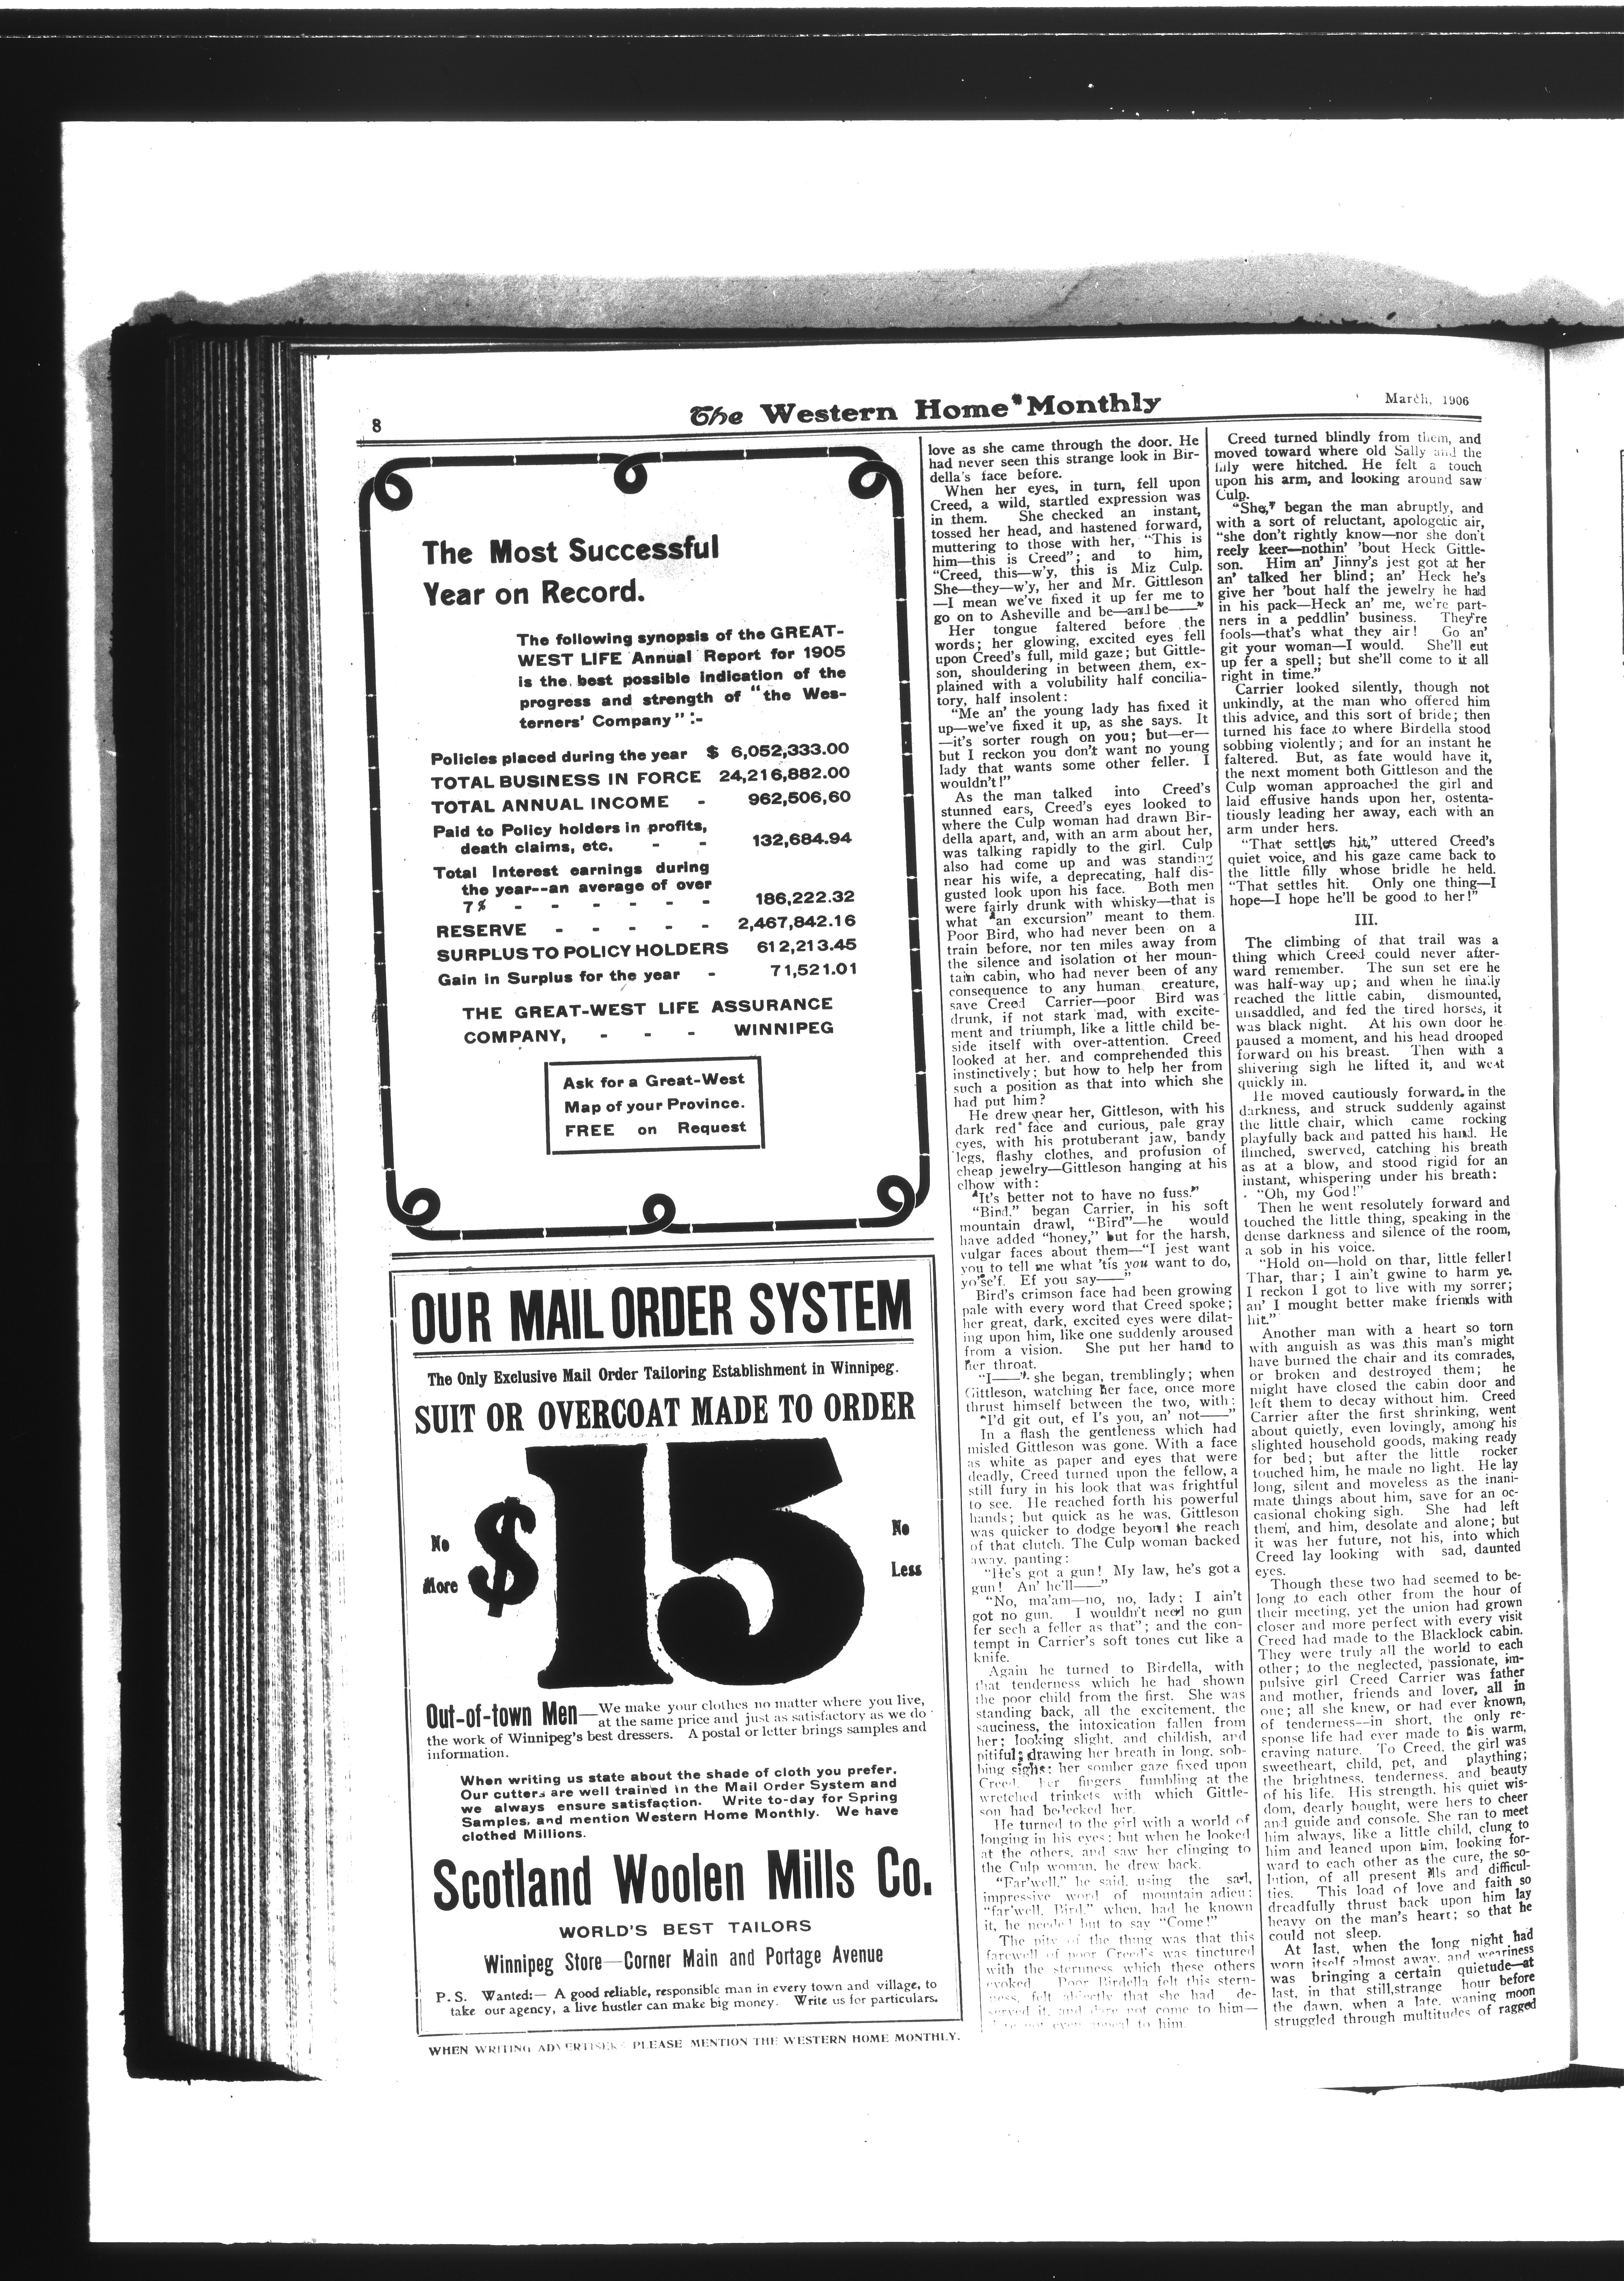 8
The Western Home Monthly
March, 1906
The Most Successful
Year on Record.
The following synopsis of the GREAT-
WEST LIFE Annual Report for 1905
is the best possible indication of the
progress and strength of "the Wes-
terners' Company" :-
Policies placed during the year $ 6,052,333.00
TOTAL BUSINESS IN FORCE 24,216,882.00
TOTAL ANNUAL INCOME - 962,506,60
Paid to Policy holders in profits,
death claims, etc. - - 132,684.94
Total Interest earnings during
the year--an average of over
7% - - - - - - 186,222.32
RESERVE - - - - - 2,467,842.16
SURPLUS TO POLICY HOLDERS 612,213.45
Gain in Surplus for the year - 71,521.01
THE GREAT-WEST LIFE ASSURANCE
COMPANY, - - - WINNIPEG
Ask for a Great-West
Map of your Province.
FREE on Request
OUR MAIL ORDER SYSTEM
The Only Exclusive Mail Order Tailoring Establishment in Winnipeg.
SUIT OR OVERCOAT MADE TO ORDER
No
More
$15
No
Less
Out-of-town Men—We make your clothes no matter where you live,
at the same price and just as satisfactory as we do
the work of Winnipeg's best dressers. A postal or letter brings samples and
information.
When writing us state about the shade of cloth you prefer.
Our cutters are well trained in the Mail Order System and
we always ensure satisfaction. Write to-day for Spring
Samples, and mention Western Home Monthly. We have
clothed Millions.
Scotland Woolen Mills Co.
WORLD'S BEST TAILORS
Winnipeg Store—Corner Main and Portage Avenue
P. S. Wanted:— A good reliable, responsible man in every town and village, to
take our agency, a live hustler can make big money. Write us for particulars.
WHEN WRITING ADVERTISERS PLEASE MENTION THE WESTERN HOME MONTHLY.
love as she came through the door. He
had never seen this strange look in Bir-
della's face before.
When her eyes, in turn, fell upon
Creed, a wild, startled expression was
in them. She checked an instant,
tossed her head, and hastened forward,
muttering to those with her, "This is
him—this is Creed"; and to him,
"Creed, this—w'y, this is Miz Culp.
She—they—w'y, her and Mr. Gittleson
—I mean we've fixed it up fer me to
go on to Asheville and be—and be——"
Her tongue faltered before the
words; her glowing, excited eyes fell
upon Creed's full, mild gaze; but Gittle-
son, shouldering in between them, ex-
plained with a volubility half concilia-
tory, half insolent:
"Me an' the young lady has fixed it
up—we've fixed it up, as she says. It
—it's sorter rough on you; but—er—
but I reckon you don't want no young
lady that wants some other feller. I
wouldn't!"
As the man talked into Creed's
stunned ears, Creed's eyes looked to
where the Culp woman had drawn Bir-
della apart, and, with an arm about her,
was talking rapidly to the girl. Culp
also had come up and was standing
near his wife, a deprecating, half dis-
gusted look upon his face. Both men
were fairly drunk with whisky—that is
what "an excursion" meant to them.
Poor Bird, who had never been on a
train before, nor ten miles away from
the silence and isolation of her moun-
tain cabin, who had never been of any
consequence to any human creature,
save Creed Carrier—poor Bird was
drunk, if not stark mad, with excite-
ment and triumph, like a little child be-
side itself with over-attention. Creed
looked at her, and comprehended this
instinctively; but how to help her from
such a position as that into which she
had put him?
He drew near her, Gittleson, with his
dark red face and curious, pale gray
eyes, with his protuberant jaw, bandy
legs, flashy clothes, and profusion of
cheap jewelry—Gittleson hanging at his
elbow with:
"It's better not to have no fuss."
"Bird," began Carrier, in his soft
mountain drawl, "Bird"—he would
have added "honey," but for the harsh,
vulgar faces about them—"I jest want
you to tell me what 'tis you want to do,
yo'se'f. Ef you say——"
Bird's crimson face had been growing
pale with every word that Creed spoke;
her great, dark, excited eyes were dilat-
ing upon him, like one suddenly aroused
from a vision. She put her hand to
her throat.
"I——" she began, tremblingly; when
Gittleson, watching her face, once more
thrust himself between the two, with:
"I'd git out, ef I's you, an' not——"
In a flash the gentleness which had
misled Gittleson was gone. With a face
as white as paper and eyes that were
deadly, Creed turned upon the fellow, a
still fury in his look that was frightful
to see. He reached forth his powerful
hands; but quick as he was, Gittleson
was quicker to dodge beyond the reach
of that clutch. The Culp woman backed
away, panting:
"He's got a gun! My law, he's got a
gun! An' he'll——"
"No, ma'am—no, no, lady; I ain't
got no gun. I wouldn't need no gun
fer sech a feller as that"; and the con-
tempt in Carrier's soft tones cut like a
knife.
Again he turned to Birdella, with
that tenderness which he had shown
the poor child from the first. She was
standing back, all the excitement, the
sauciness, the intoxication fallen from
her; looking slight, and childish, and
pitiful; drawing her breath in long, sob-
bing sighs; her somber gaze fixed upon
Creed, her fingers fumbling at the
wretched trinkets with which Gittle-
son had bedecked her.
He turned to the girl with a world of
longing in his eyes; but when he looked
at the others, and saw her clinging to
the Culp woman, he drew back.
"Far'well," he said, using the sad,
impressive word of mountain adieu;
"far'well, Bird," when, had he known
it, he needed but to say "Come!"
The pity of the thing was that this
farewell of poor Creed's was tinctured
with the sternness which these others
evoked. Poor Birdella felt this stern-
ness, felt abjectly that she had de-
served it, and dare not come to him—
dare not even appeal to him.
Creed turned blindly from them, and
moved toward where old Sally and the
filly were hitched. He felt a touch
upon his arm, and looking around saw
Culp.
"She," began the man abruptly, and
with a sort of reluctant, apologetic air,
"she don't rightly know—nor she don't
reely keer—nothin' 'bout Heck Gittle-
son. Him an' Jinny's jest got at her
an' talked her blind; an' Heck he's
give her 'bout half the jewelry he had
in his pack—Heck an' me, we're part-
ners in a peddlin' business. They're
fools—that's what they air! Go an'
git your woman—I would. She'll cut
up fer a spell; but she'll come to it all
right in time."
Carrier looked silently, though not
unkindly, at the man who offered him
this advice, and this sort of bride; then
turned his face to where Birdella stood
sobbing violently; and for an instant he
faltered. But, as fate would have it,
the next moment both Gittleson and the
Culp woman approached the girl and
laid effusive hands upon her, ostenta-
tiously leading her away, each with an
arm under hers.
"That settles hit," uttered Creed's
quiet voice, and his gaze came back to
the little filly whose bridle he held.
"That settles hit. Only one thing—I
hope—I hope he'll be good to her!"
III.
The climbing of that trail was a
thing which Creed could never after-
ward remember. The sun set ere he
was half-way up; and when he finally
reached the little cabin, dismounted,
unsaddled, and fed the tired horses, it
was black night. At his own door he
paused a moment, and his head drooped
forward on his breast. Then with a
shivering sigh he lifted it, and went
quickly in.
He moved cautiously forward in the
darkness, and struck suddenly against
the little chair, which came rocking
playfully back and patted his hand. He
flinched, swerved, catching his breath
as at a blow, and stood rigid for an
instant, whispering under his breath:
"Oh, my God!"
Then he went resolutely forward and
touched the little thing, speaking in the
dense darkness and silence of the room,
a sob in his voice.
"Hold on—hold on thar, little feller!
Thar, thar; I ain't gwine to harm ye.
I reckon I got to live with my sorrer;
an' I mought better make friends with
hit."
Another man with a heart so torn
with anguish as was this man's might
have burned the chair and its comrades,
or broken and destroyed them; he
might have closed the cabin door and
left them to decay without him. Creed
Carrier after the first shrinking, went
about quietly, even lovingly, among his
slighted household goods, making ready
for bed; but after the little rocker
touched him, he made no light. He lay
long, silent and moveless as the inani-
mate things about him, save for an oc-
casional choking sigh. She had left
them, and him, desolate and alone; but
it was her future, not his, into which
Creed lay looking with sad, daunted
eyes.
Though these two had seemed to be-
long to each other from the hour of
their meeting, yet the union had grown
closer and more perfect with every visit
Creed had made to the Blacklock cabin.
They were truly all the world to each
other; to the neglected, passionate, im-
pulsive girl Creed Carrier was father
and mother, friends and lover, all in
one; all she knew, or had ever known,
of tenderness—in short, the only re-
sponse life had ever made to his warm,
craving nature. To Creed, the girl was
sweetheart, child, pet, and plaything;
the brightness, tenderness, and beauty
of his life. His strength, his quiet wis-
dom, dearly bought, were hers to cheer
and guide and console. She ran to meet
him always, like a little child, clung to
him and leaned upon him, looking for-
ward to each other as the cure, the so-
lution, of all present ills and difficul-
ties. This load of love and faith so
dreadfully thrust back upon him lay
heavy on the man's heart; so that he
could not sleep.
At last, when the long night had
worn itself almost away, and weariness
was bringing a certain quietude—at
last, in that still, strange hour before
the dawn, when a late, waning moon
struggled through multitudes of ragged